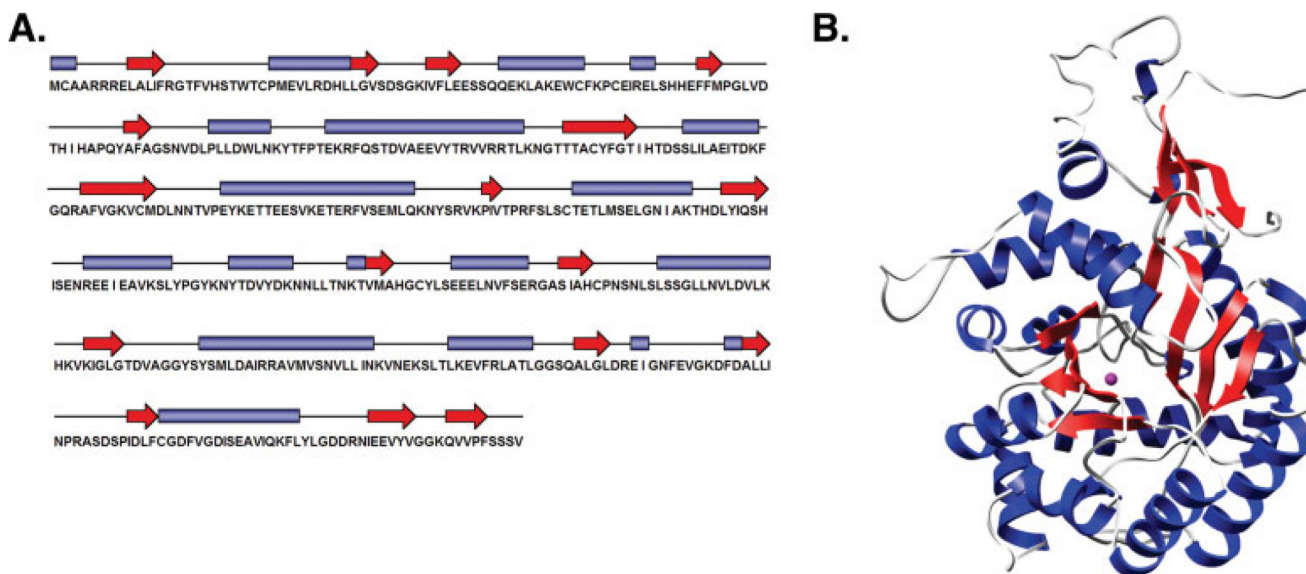 A.
B.
MCAARRRELALIFRGTFVHSTWTCPMEVLRDHLLGVSDSGKIVFLEESSQQEKLAKEWCFKPCEIRELSHHEFFMPGLVD
THIHAPQYAFAGSNVDLPLLDWLNKYTFPTEKRFQSTDVAEEVYTRVVRRTLKNGTTTACYFGTIHTDSSLILAEITDKF
GQRAFVGKVCMDLNNTVPEYKETTEESVKETERFVSEMLQKNYSRVKPIVTPRFSLSCTETLMSELGNIAKTHDLYIQSH
ISENREEIEAVKSLYPGYKNYTDVYDKNNLLTNKTVMAHGCYLSEEELNVFSERGASIAHCPNSNLSLSSGLLNVLDVLK
HKVKIGLGTDVAGGYSYSMLDAIRRAVMVSNVLLINKVNEKSLTLKEVFRLATLGGSQALGLDREIGNFEVGKDFDALLI
NPRASDSPIDLFCGDFVGDISEAVIQKFLYLGDDRNIEEVYVGGKQVVPFSSSV